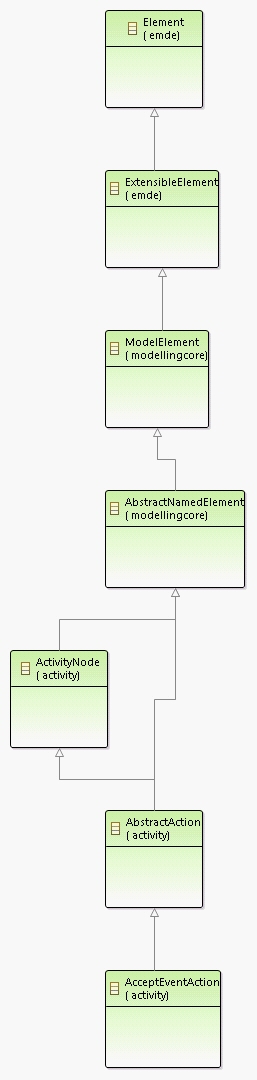 Element
( emde)
ExtensibleElement
( emde)
ModelElement
( modellingcore)
AbstractNamedElement
( modellingcore)
ActivityNode
( activity)
AbstractAction
( activity)
AcceptEventAction
( activity)